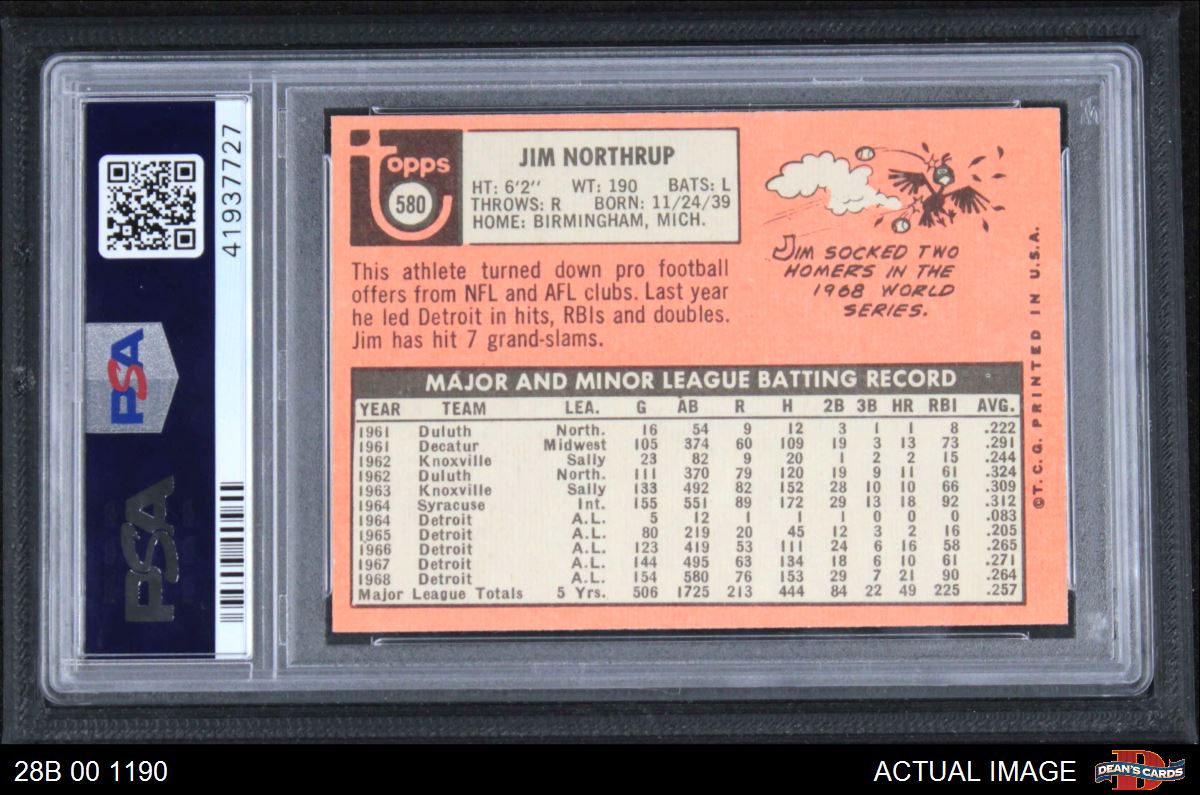 41937727
PSA
PSA
Topps
580
JIM NORTHRUP
HT: 6'2" WT: 190 BATS: L
THROWS: R BORN: 11/24/39
HOME: BIRMINGHAM, MICH.
This athlete turned down pro football
offers from NFL and AFL clubs. Last year
he led Detroit in hits, RBIs and doubles.
Jim has hit 7 grand-slams.
JIM SOCKED TWO
HOMERS IN THE
1968 WORLD
SERIES.
MAJOR AND MINOR LEAGUE BATTING RECORD
YEAR TEAM LEA. G AB R H 2B 3B HR RBI AVG.
1961 Duluth North. 16 54 9 12 3 1 1 8 .222
1961 Decatur Midwest 105 374 60 109 19 3 13 73 .291
1962 Knoxville Sally 23 82 9 20 1 2 2 15 .244
1962 Duluth North. 111 370 79 120 19 9 11 61 .324
1963 Knoxville Sally 133 492 82 152 28 10 10 66 .309
1964 Syracuse Int. 155 551 89 172 29 13 18 92 .312
1964 Detroit A.L. 5 12 1 1 1 0 0 0 .083
1965 Detroit A.L. 80 219 20 45 12 3 2 16 .205
1966 Detroit A.L. 123 419 53 111 24 6 16 58 .265
1967 Detroit A.L. 144 495 63 134 18 6 10 61 .271
1968 Detroit A.L. 154 580 76 153 29 7 21 90 .264
Major League Totals 5 Yrs. 506 1725 213 444 84 22 49 225 .257
©T.C.G. PRINTED IN U.S.A.
28B 00 1190
ACTUAL IMAGE
D
DEAN'S CARDS